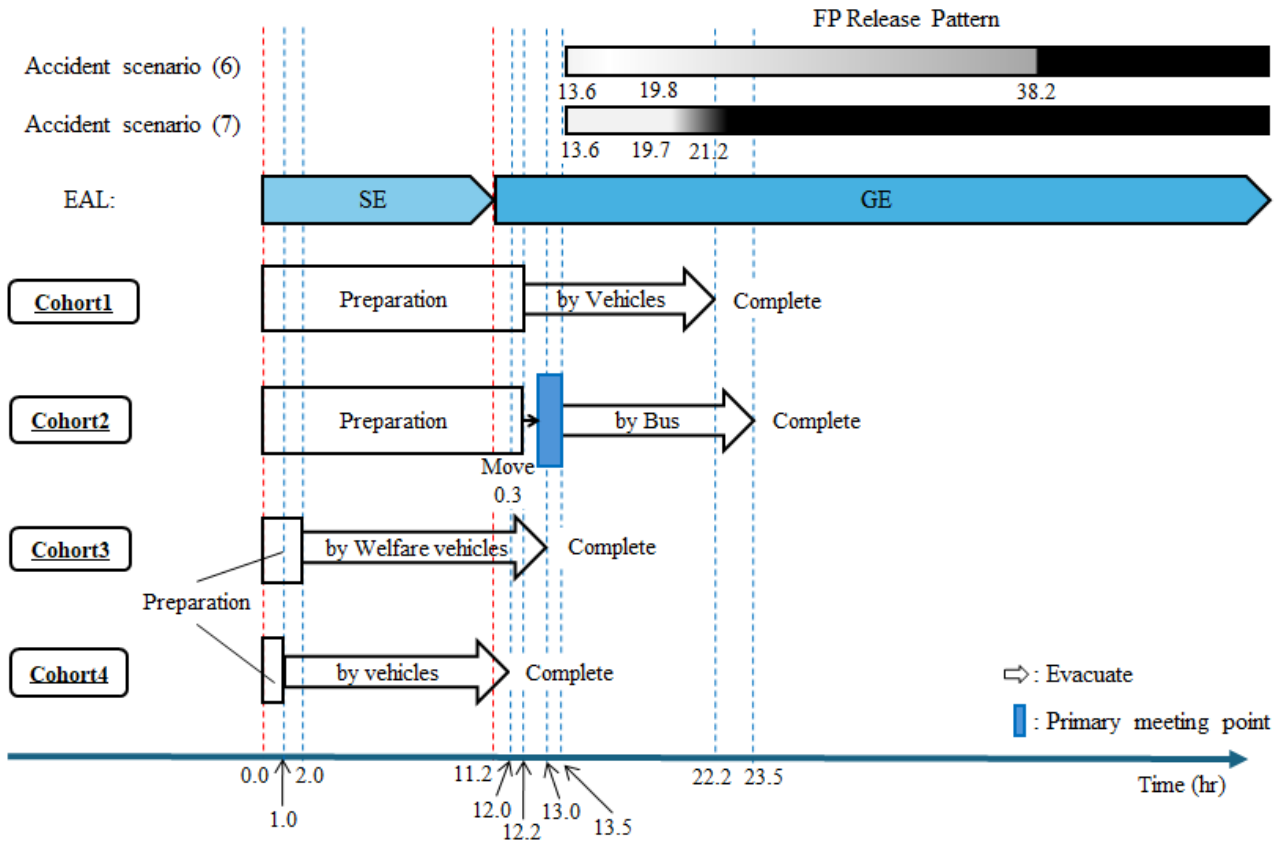 FP Release Pattern
Accident scenario (6)
13.6 19.8 38.2
Accident scenario (7)
13.6 19.7 21.2
EAL: SE GE
Cohort1 Preparation by Vehicles Complete
Cohort2 Preparation by Bus Complete
Move
0.3
Cohort3 by Welfare vehicles Complete
Preparation
Cohort4 by vehicles Complete
: Evacuate
: Primary meeting point
0.0 2.0 11.2 22.2 23.5 Time (hr)
1.0 12.0 12.2 13.0 13.5